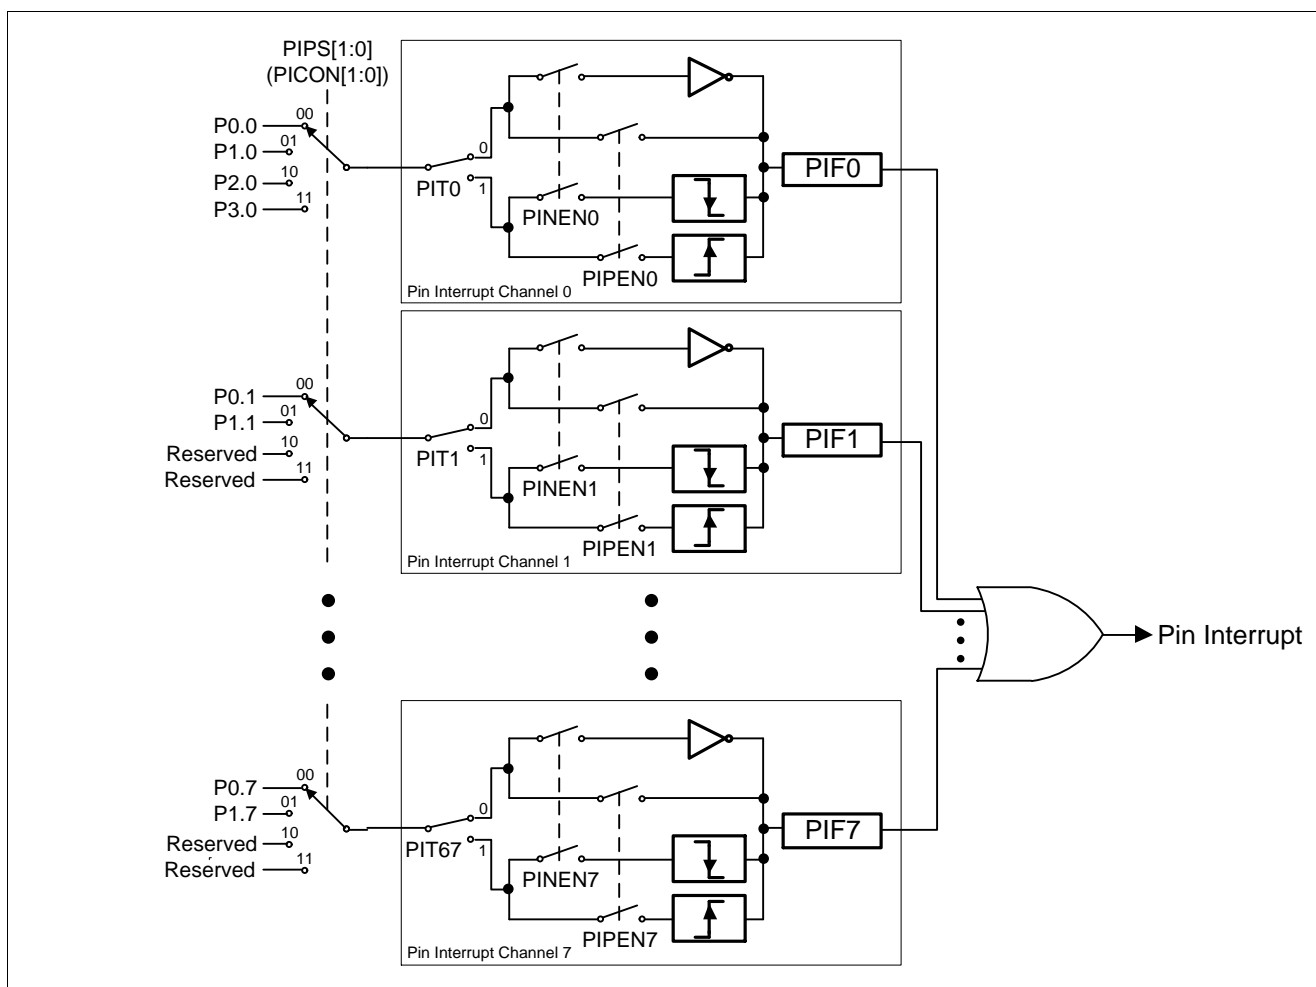 PIPS[1:0]
(PICON[1:0])
P0.0
00
P1.0
01
P2.0
10
P3.0
11
PIT0
0
1
PINEN0
PIPEN0
PIF0
Pin Interrupt Channel 0
P0.1
00
P1.1
01
Reserved
10
Reserved
11
PIT1
0
1
PINEN1
PIPEN1
PIF1
Pin Interrupt Channel 1
Pin Interrupt
P0.7
00
P1.7
01
Reserved
10
Reserved
11
PIT67
0
1
PINEN7
PIPEN7
PIF7
Pin Interrupt Channel 7